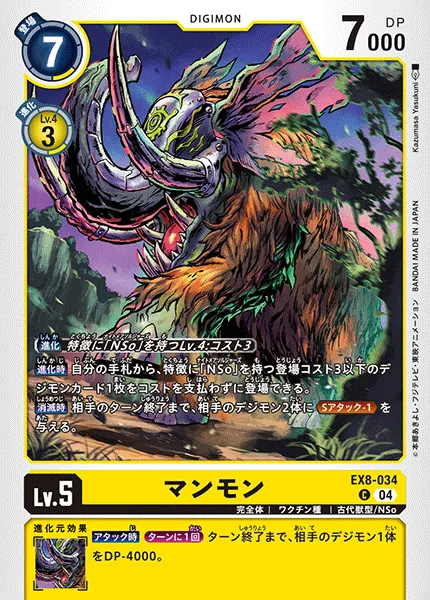 DIGIMON
登場
7
7000
DP
進化
Lv.4
3
Kazumasa Yasukuni
©本郷あきよし・フジテレビ・東映アニメーション BANDAI MADE IN JAPAN
進化 特徴に「NSo」を持つLv.4:コスト3
進化時 自分の手札から、特徴に「NSo」を持つ登場コスト3以下のデ
ジモンカード1枚をコストを支払わずに登場できる。
消滅時 相手のターン終了まで、相手のデジモン2体に Sアタック-1 を
与える。
EX8-034
Lv.5
マンモン
C 04
完全体 ワクチン種 古代獣型/NSo
進化元効果
アタック時 ターンに1回 ターン終了まで、相手のデジモン1体
をDP-4000。